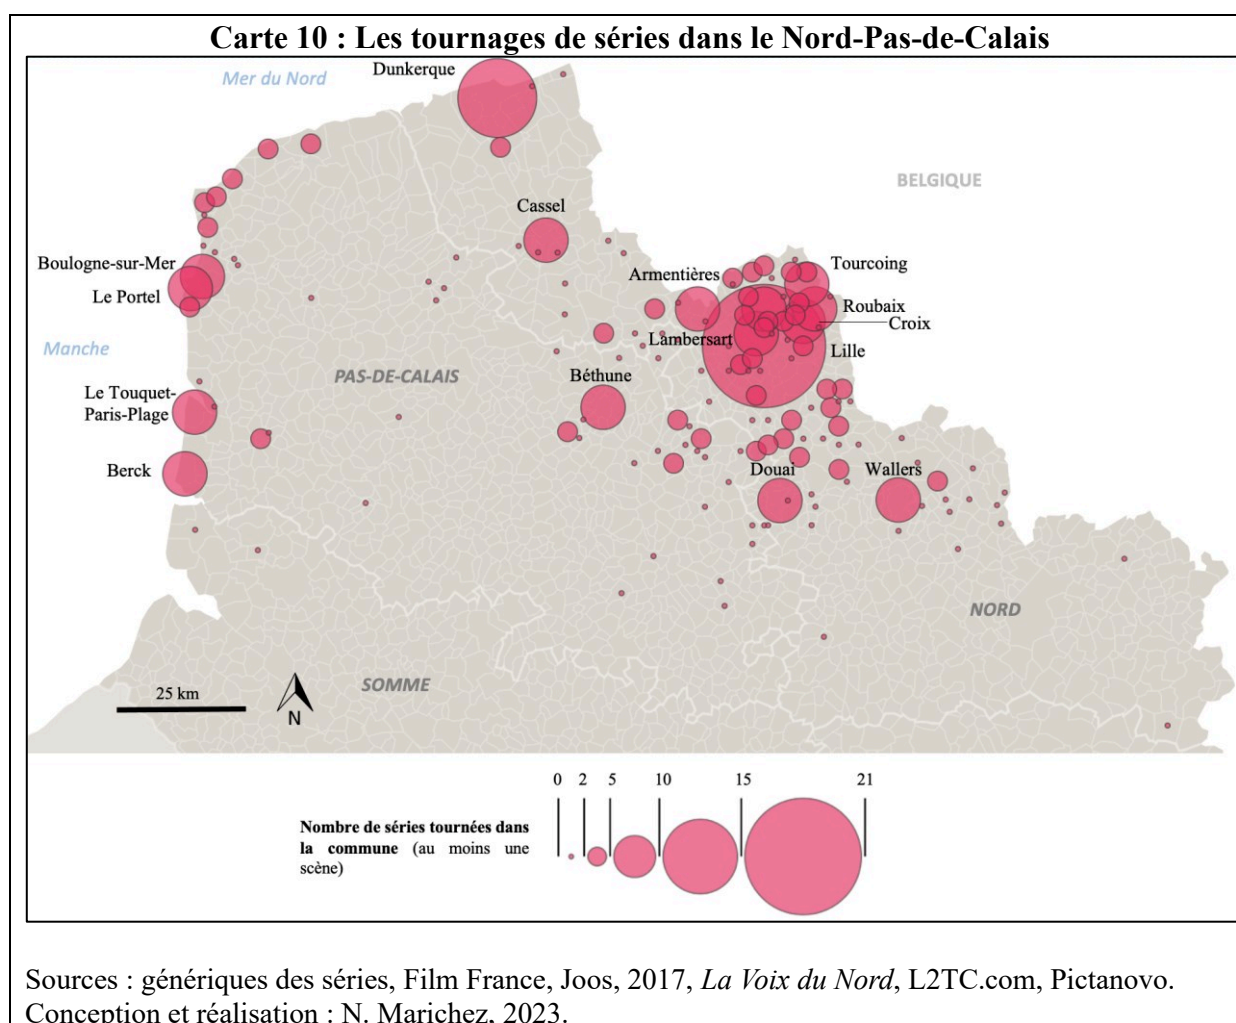 Carte 10 : Les tournages de séries dans le Nord-Pas-de-Calais
Dunkerque
Mer du Nord
BELGIQUE
Cassel
Boulogne-sur-Mer
Armentières
Tourcoing
Le Portel
Roubaix
Croix
Lambersart
Lille
Manche
PAS-DE-CALAIS
Béthune
Le Touquet-
Paris-Plage
Berck
Douai
Wallers
NORD
SOMME
25 km
N
0 2 5 10 15 21
Nombre de séries tournées dans
la commune (au moins une
scène)
Sources : génériques des séries, Film France, Joos, 2017, La Voix du Nord, L2TC.com, Pictanovo.
Conception et réalisation : N. Marichez, 2023.